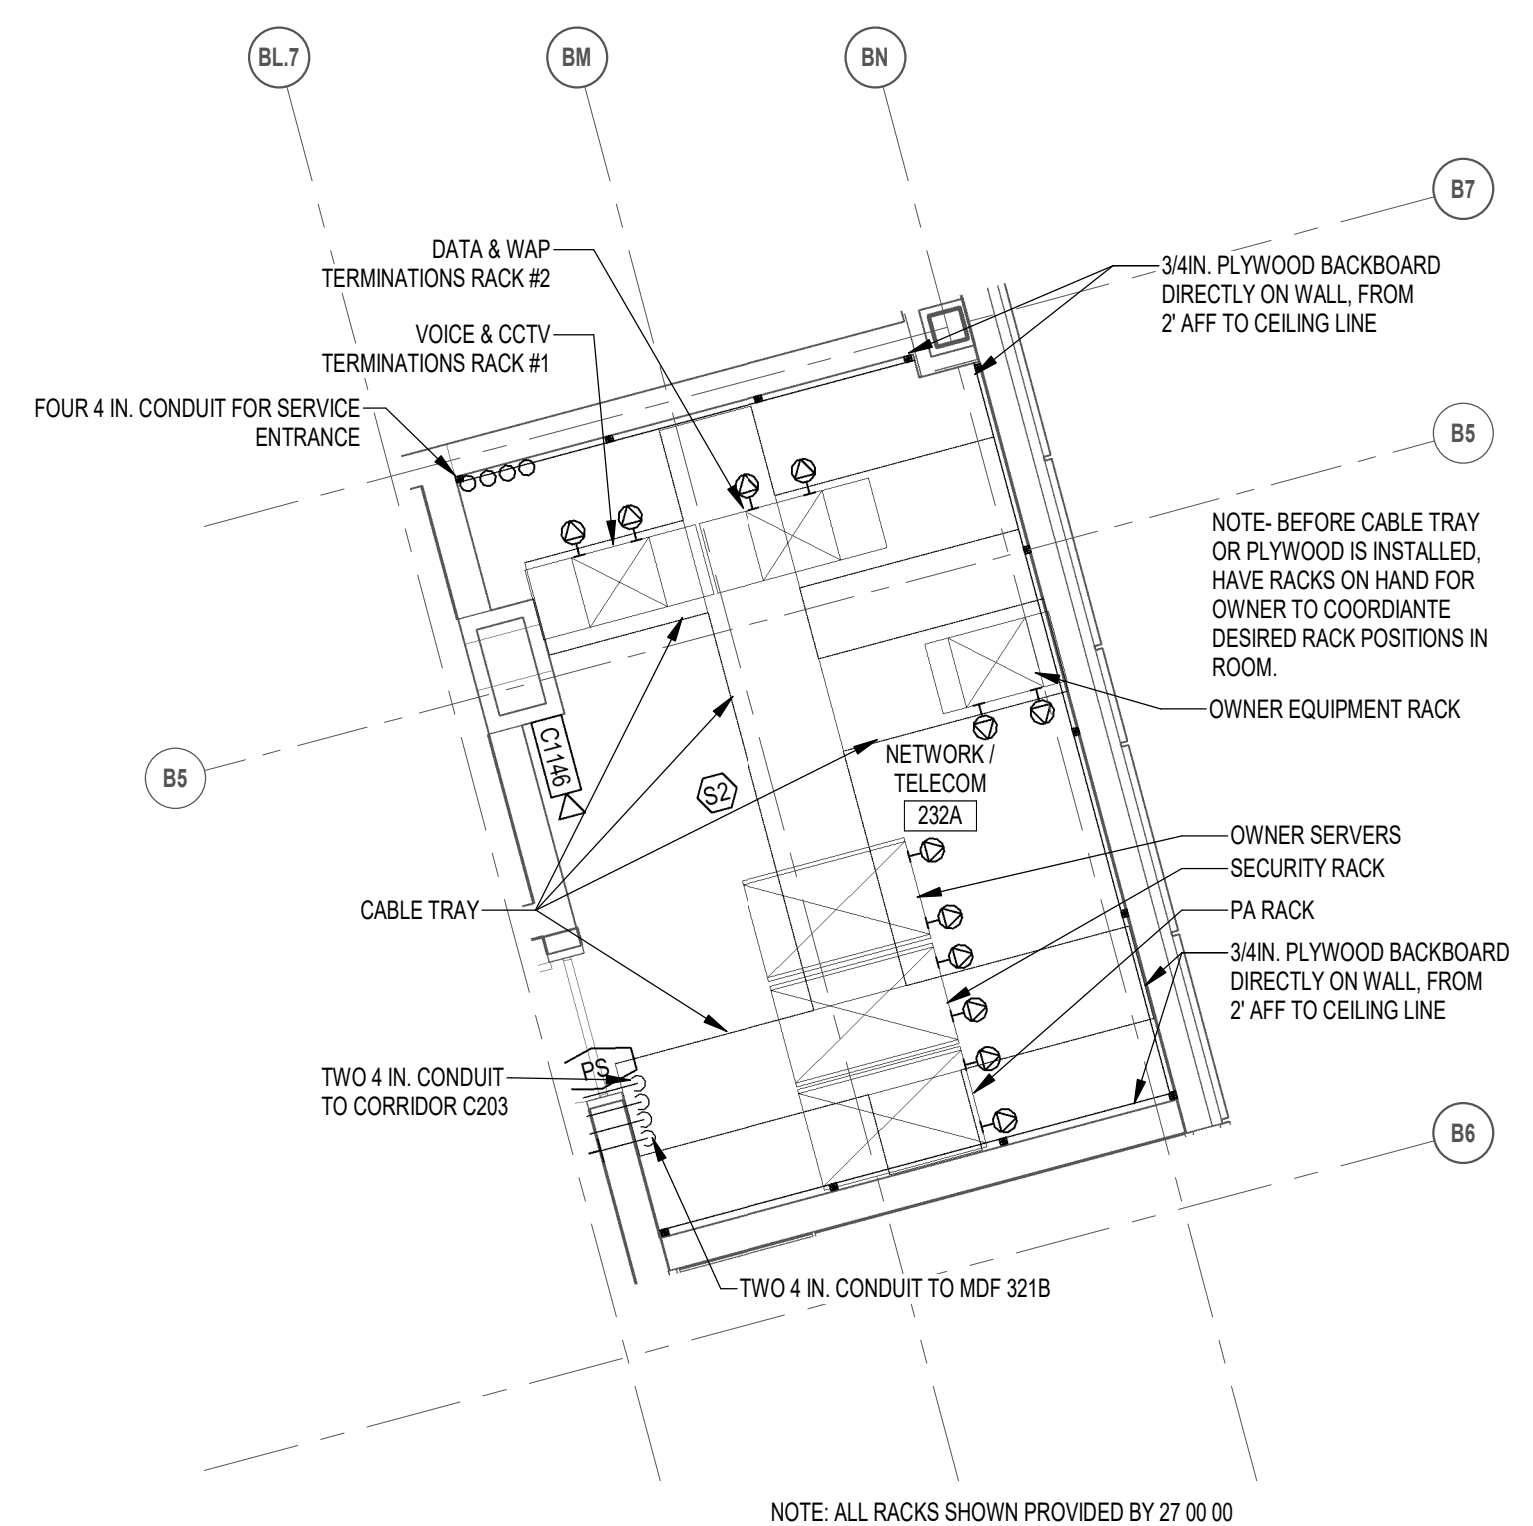 BL.7
BM
BN
B7
DATA & WAP
TERMINATIONS RACK #2
3/4IN. PLYWOOD BACKBOARD
DIRECTLY ON WALL, FROM
2' AFF TO CEILING LINE
VOICE & CCTV
TERMINATIONS RACK #1
FOUR 4 IN. CONDUIT FOR SERVICE
ENTRANCE
B5
NOTE- BEFORE CABLE TRAY
OR PLYWOOD IS INSTALLED,
HAVE RACKS ON HAND FOR
OWNER TO COORDIANTE
DESIRED RACK POSITIONS IN
ROOM.
OWNER EQUIPMENT RACK
B5
C1146
S2
NETWORK /
TELECOM
232A
OWNER SERVERS
SECURITY RACK
CABLE TRAY
PA RACK
3/4IN. PLYWOOD BACKBOARD
DIRECTLY ON WALL, FROM
2' AFF TO CEILING LINE
PS
TWO 4 IN. CONDUIT
TO CORRIDOR C203
B6
TWO 4 IN. CONDUIT TO MDF 321B
NOTE: ALL RACKS SHOWN PROVIDED BY 27 00 00